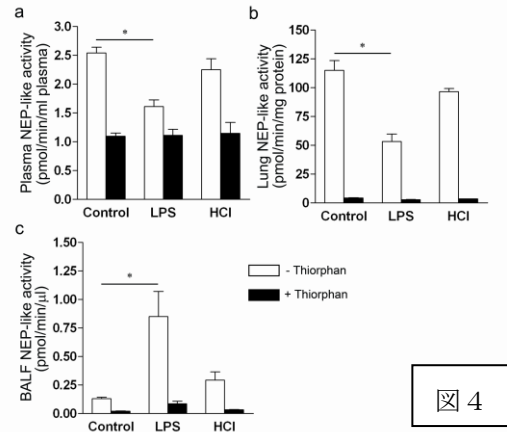 a
Plasma NEP-like activity
(pmol/min/ml plasma)
3.0
2.5
2.0
1.5
1.0
0.5
0.0
*
Control LPS HCl
b
Lung NEP-like activity
(pmol/min/mg protein)
150
125
100
75
50
25
0
*
Control LPS HCl
c
BALF NEP-like activity
(pmol/min/µl)
1.50
1.25
1.00
0.75
0.50
0.25
0.00
*
Control LPS HCl
- Thiorphan
+ Thiorphan
図 4